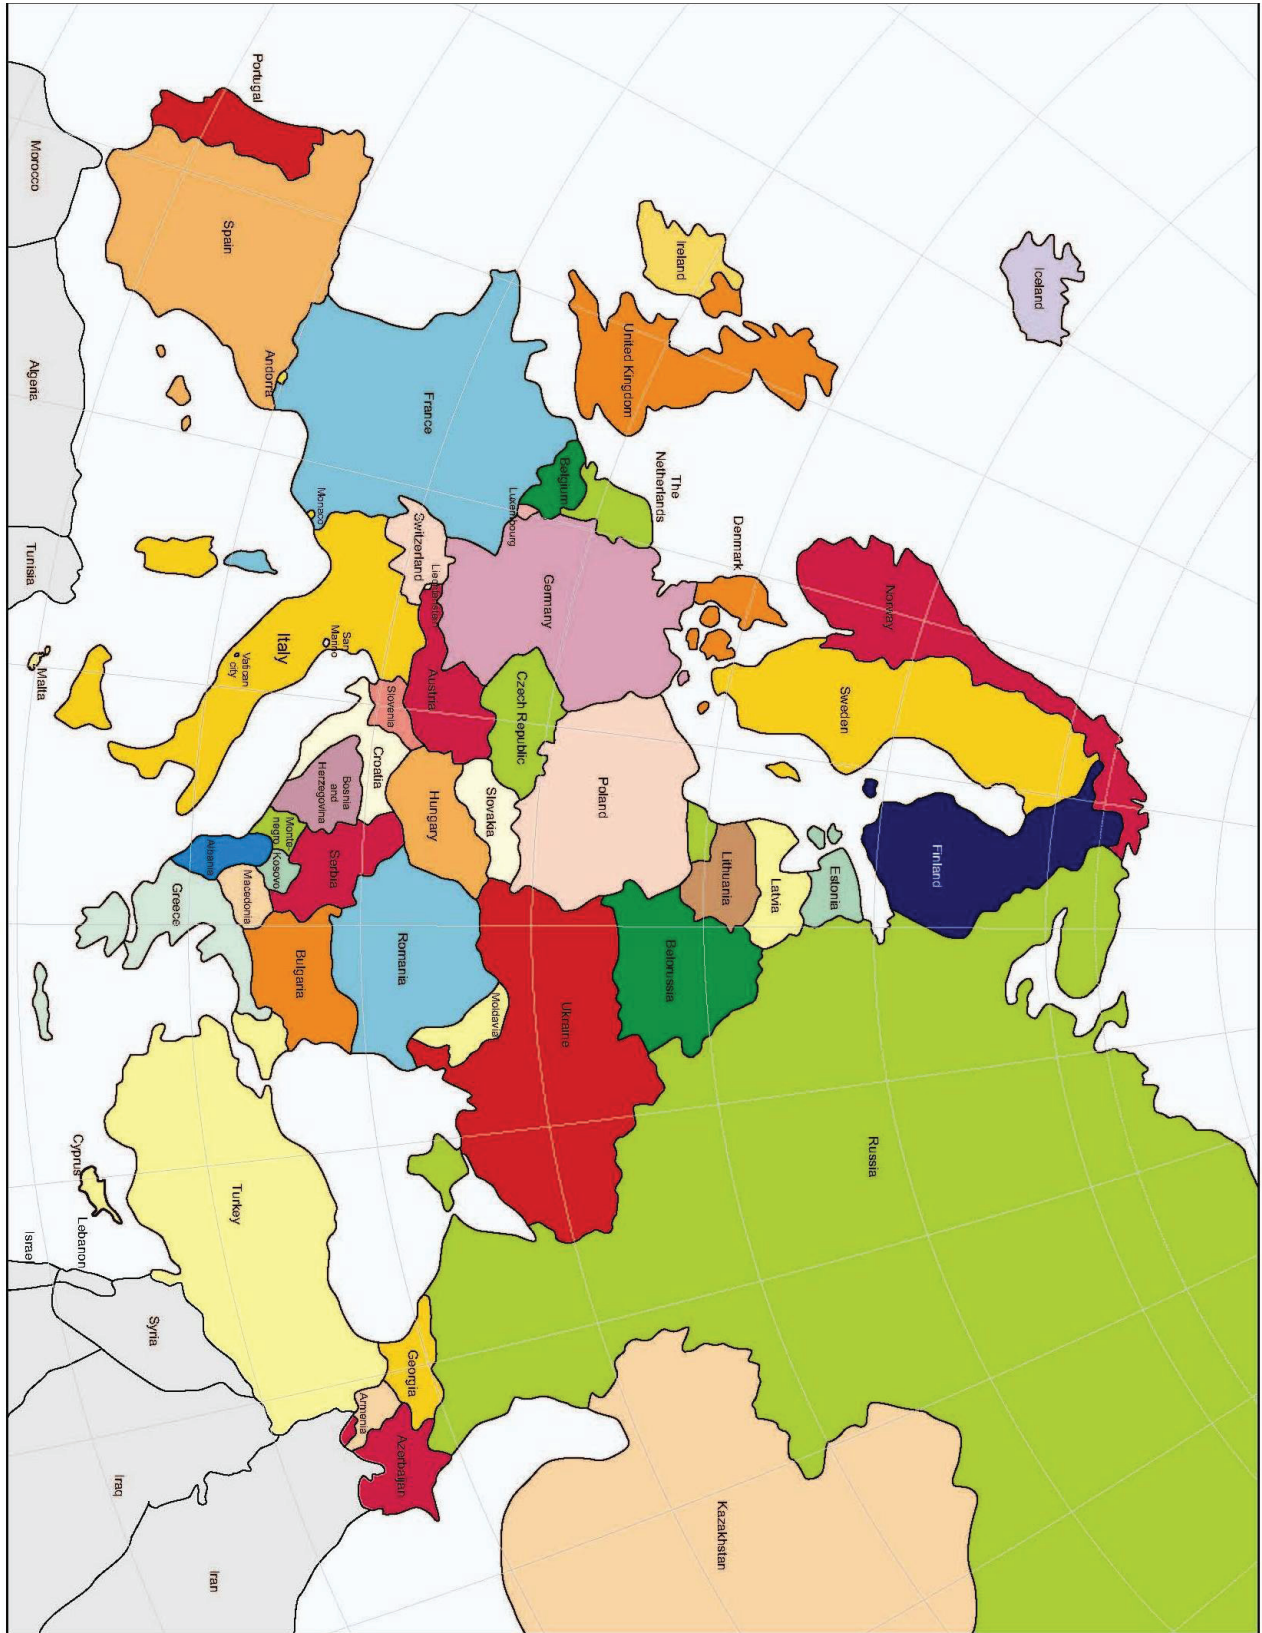 Iceland
Finland
Norway
Russia
Sweden
Estonia
Latvia
Denmark
Lithuania
Kazakhstan
Ireland
The
Netherlands
Belorussia
United Kingdom
Poland
Belgium
Ukraine
Germany
Czech Republic
Luxembourg
Moldavia
Slovakia
Liechtenstein
Hungary
Austria
France
Switzerland
Georgia
Romania
Azerbaijan
Slovenia
Croatia
Armenia
San
Marino
Bosnia
and
Herzegovina
Serbia
Monaco
Bulgaria
Monte-
negro
Italy
Kosovo
Andorra
Portugal
Vatican
city
Macedonia
Turkey
Spain
Iran
Albania
Greece
Syria
Iraq
Lebanon
Cyprus
Malta
Morocco
Algeria
Tunisia
Israel